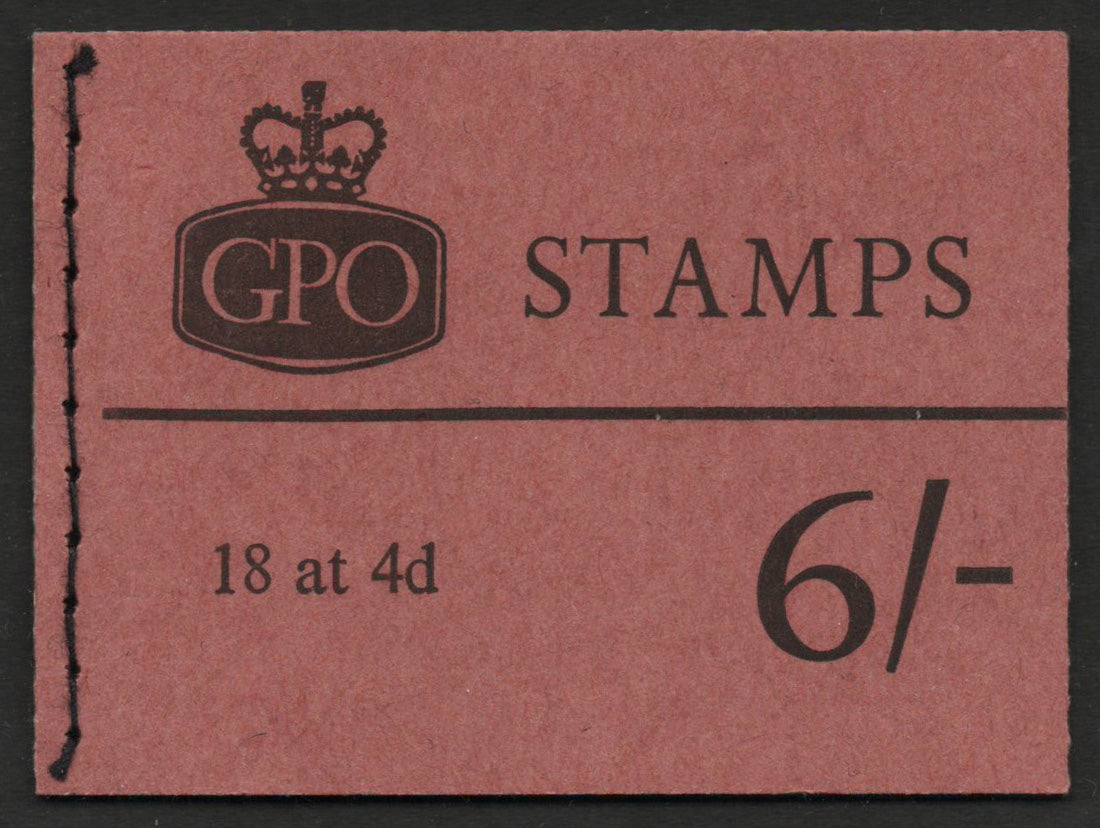 GPO
STAMPS
18 at 4d
6/-